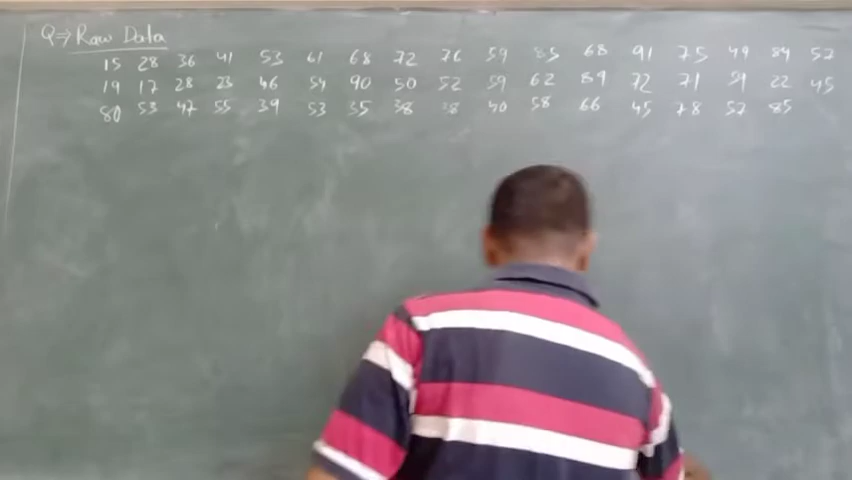 Q⇒ Raw Data
15 28 36 41 53 61 68 72 76 59 85 68 91 75 49 84 52
19 17 28 23 46 54 90 50 52 59 62 89 72 71 59 22 45
80 53 47 55 39 53 35 38 38 40 58 66 45 78 52 85